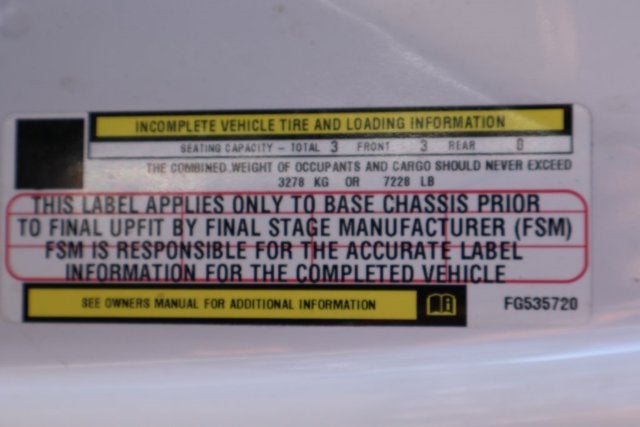 INCOMPLETE VEHICLE TIRE AND LOADING INFORMATION
SEATING CAPACITY - TOTAL 3 FRONT 3 REAR 0
THE COMBINED WEIGHT OF OCCUPANTS AND CARGO SHOULD NEVER EXCEED
3278 KG OR 7228 LB
THIS LABEL APPLIES ONLY TO BASE CHASSIS PRIOR
TO FINAL UPFIT BY FINAL STAGE MANUFACTURER (FSM)
FSM IS RESPONSIBLE FOR THE ACCURATE LABEL
INFORMATION FOR THE COMPLETED VEHICLE
SEE OWNERS MANUAL FOR ADDITIONAL INFORMATION
FG535720